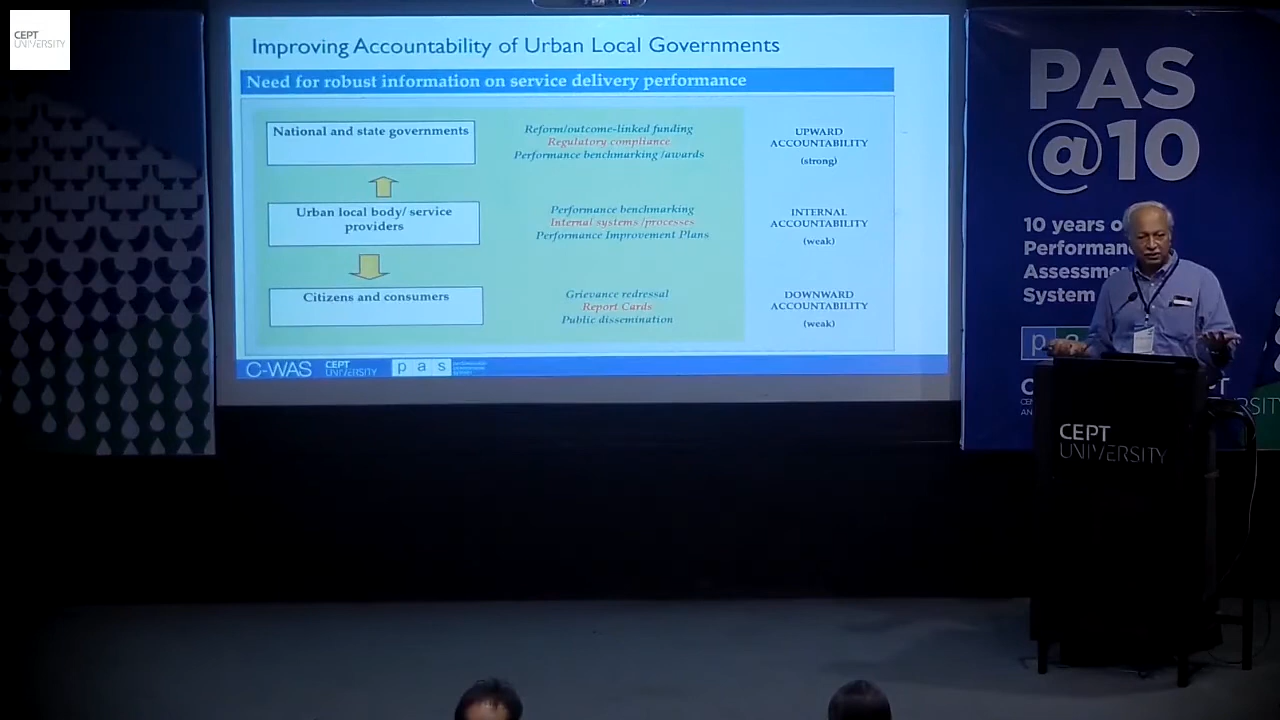 CEPT
UNIVERSITY
Improving Accountability of Urban Local Governments
Need for robust information on service delivery performance
National and state governments
Reform/outcome-linked funding
Regulatory compliance
Performance benchmarking /awards
UPWARD
ACCOUNTABILITY
(strong)
Urban local body/ service
providers
Performance benchmarking
Internal systems /processes
Performance Improvement Plans
INTERNAL
ACCOUNTABILITY
(weak)
Citizens and consumers
Grievance redressal
Report Cards
Public dissemination
DOWNWARD
ACCOUNTABILITY
(weak)
C-WAS
CEPT
UNIVERSITY
p a s
PAS
@10
10 years o
Performan
Assessme
System
CEPT
UNIVERSITY